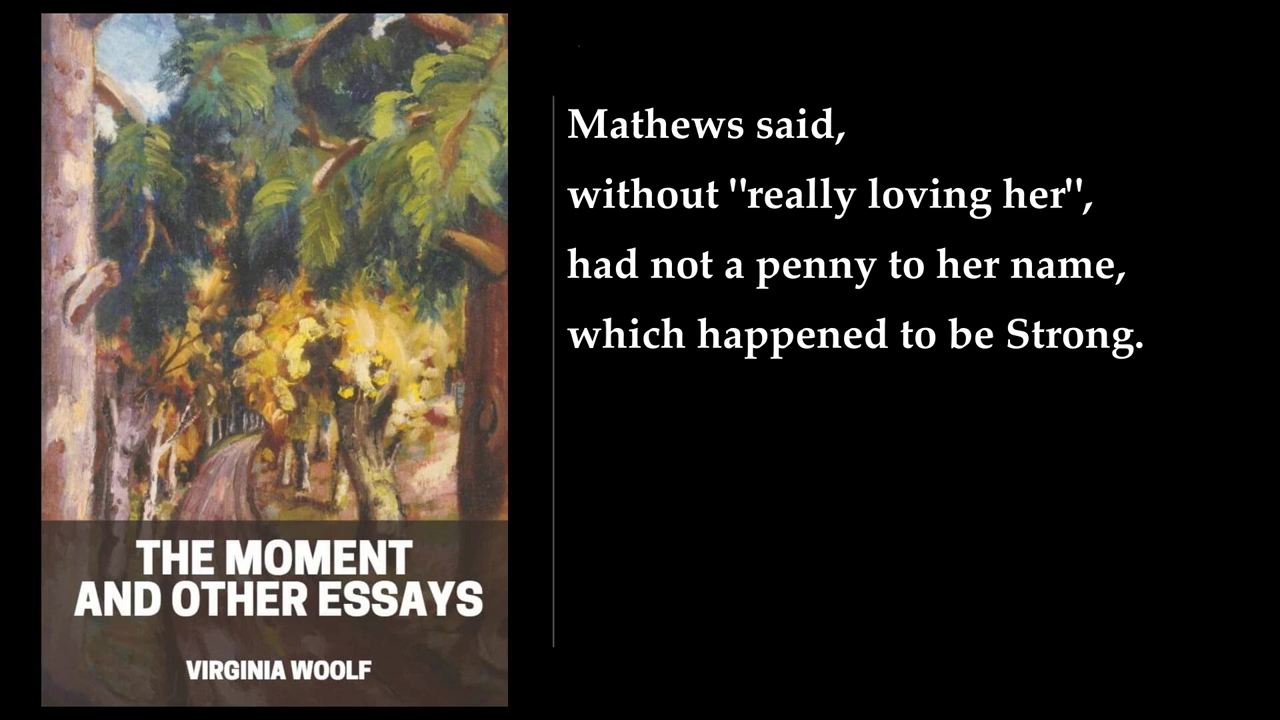 THE MOMENT
AND OTHER ESSAYS
VIRGINIA WOOLF
Mathews said,
without "really loving her",
had not a penny to her name,
which happened to be Strong.